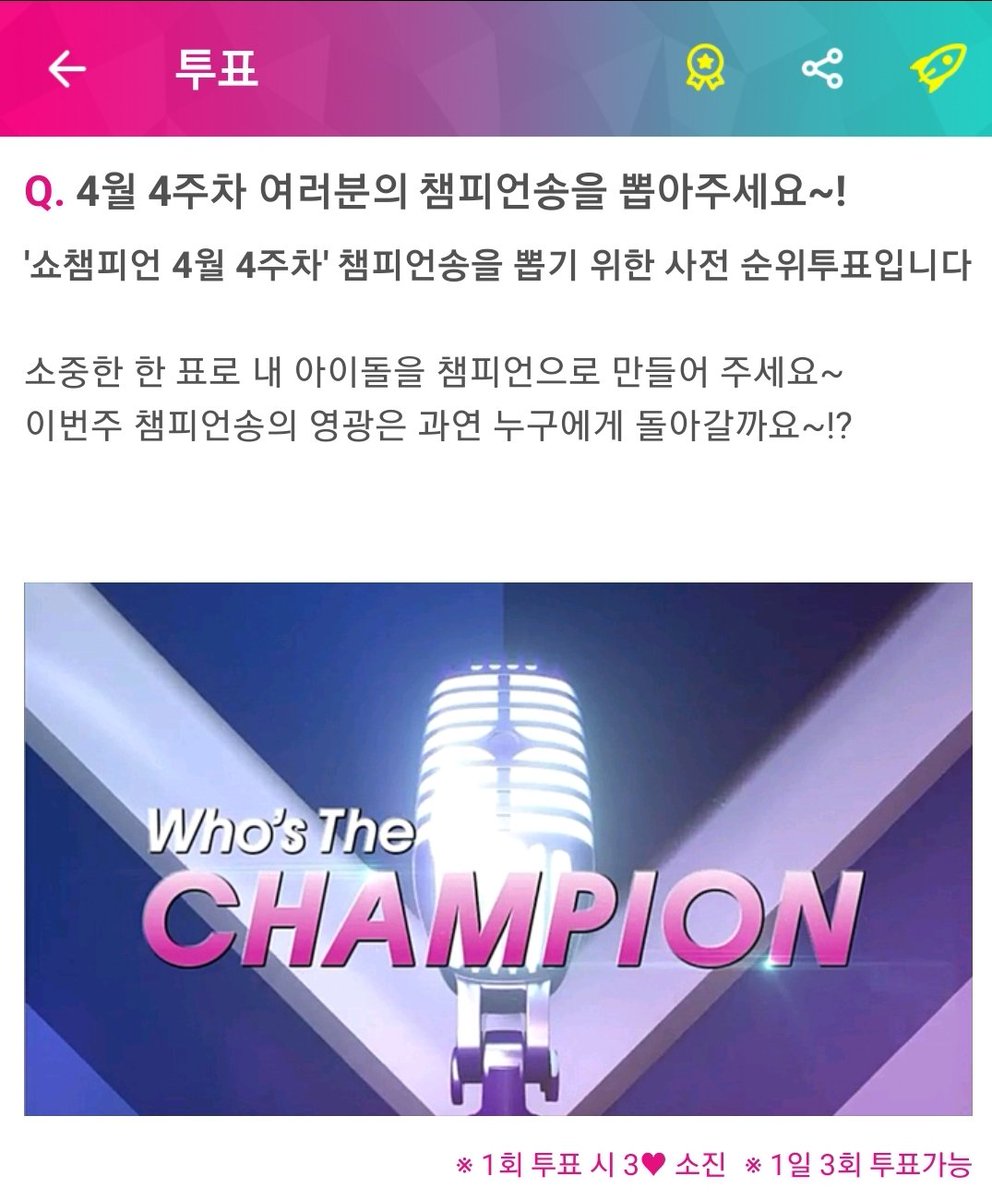 투표
Q. 4월 4주차 여러분의 챔피언송을 뽑아주세요~!
'쇼챔피언 4월 4주차' 챔피언송을 뽑기 위한 사전 순위투표입니다
소중한 한 표로 내 아이돌을 챔피언으로 만들어 주세요~
이번주 챔피언송의 영광은 과연 누구에게 돌아갈까요~!?
Who's The
CHAMPION
※ 1회 투표 시 3♥ 소진 ※ 1일 3회 투표가능